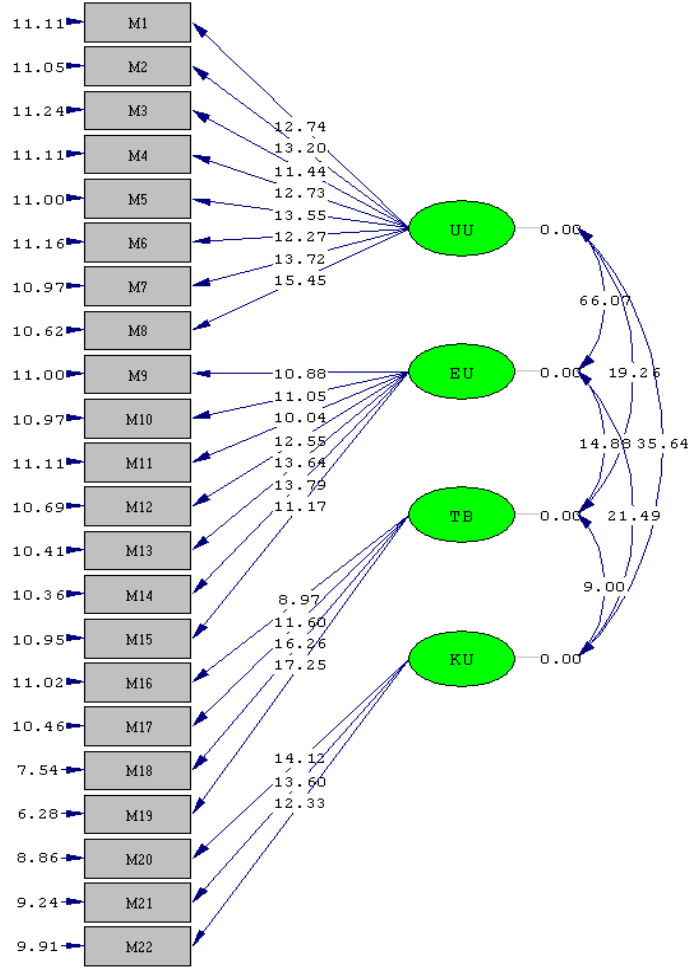 11.11 M1
11.05 M2
11.24 M3
11.11 M4
11.00 M5
11.16 M6
10.97 M7
10.62 M8
11.00 M9
10.97 M10
11.11 M11
10.69 M12
10.41 M13
10.36 M14
10.95 M15
11.02 M16
10.46 M17
7.54 M18
6.28 M19
8.86 M20
9.24 M21
9.91 M22
12.74
13.20
11.44
12.73
13.55
12.27
13.72
15.45
10.88
11.05
10.04
12.55
13.64
13.79
11.17
8.97
11.60
16.26
17.25
14.12
13.60
12.33
UU 0.00
EU 0.00
TB 0.00
KU 0.00
66.07
19.26
14.88 35.64
21.49
9.00